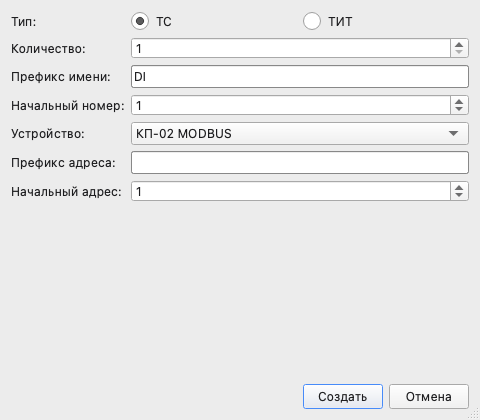 Тип: ТС ТИТ
Количество: 1
Префикс имени: DI
Начальный номер: 1
Устройство: КП-02 MODBUS
Префикс адреса:
Начальный адрес: 1
Создать Отмена